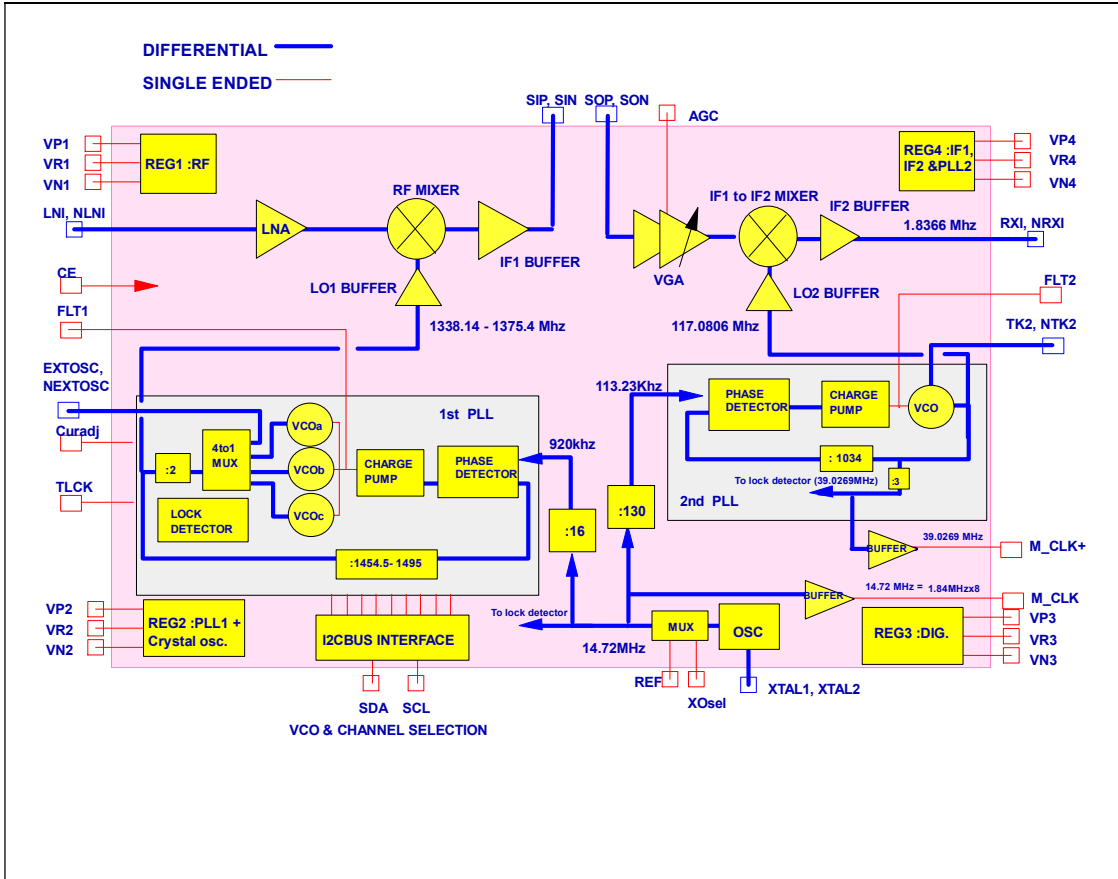 DIFFERENTIAL
SINGLE ENDED
SIP, SIN
SOP, SON
AGC
VP1
VR1
VN1
REG1 :RF
REG4 :IF1,
IF2 &PLL2
VP4
VR4
VN4
LNI, NLNI
LNA
RF MIXER
IF1 BUFFER
VGA
IF1 to IF2 MIXER
IF2 BUFFER
1.8366 Mhz
RXI, NRXI
CE
FLT1
LO1 BUFFER
1338.14 - 1375.4 Mhz
LO2 BUFFER
117.0806 Mhz
FLT2
TK2, NTK2
EXTOSC,
NEXTOSC
Curadj
TLCK
1st PLL
:2
4to1
MUX
VCOa
VCOb
VCOc
CHARGE
PUMP
PHASE
DETECTOR
LOCK
DETECTOR
:1454.5- 1495
920khz
:16
113.23Khz
:130
PHASE
DETECTOR
CHARGE
PUMP
VCO
: 1034
:3
To lock detector (39.0269MHz)
2nd PLL
BUFFER
39.0269 MHz
M_CLK+
BUFFER
14.72 MHz = 1.84MHzx8
M_CLK
VP2
VR2
VN2
REG2 :PLL1 +
Crystal osc.
I2CBUS INTERFACE
SDA
SCL
VCO & CHANNEL SELECTION
To lock detector
14.72MHz
MUX
OSC
REF
XOsel
XTAL1, XTAL2
REG3 :DIG.
VP3
VR3
VN3